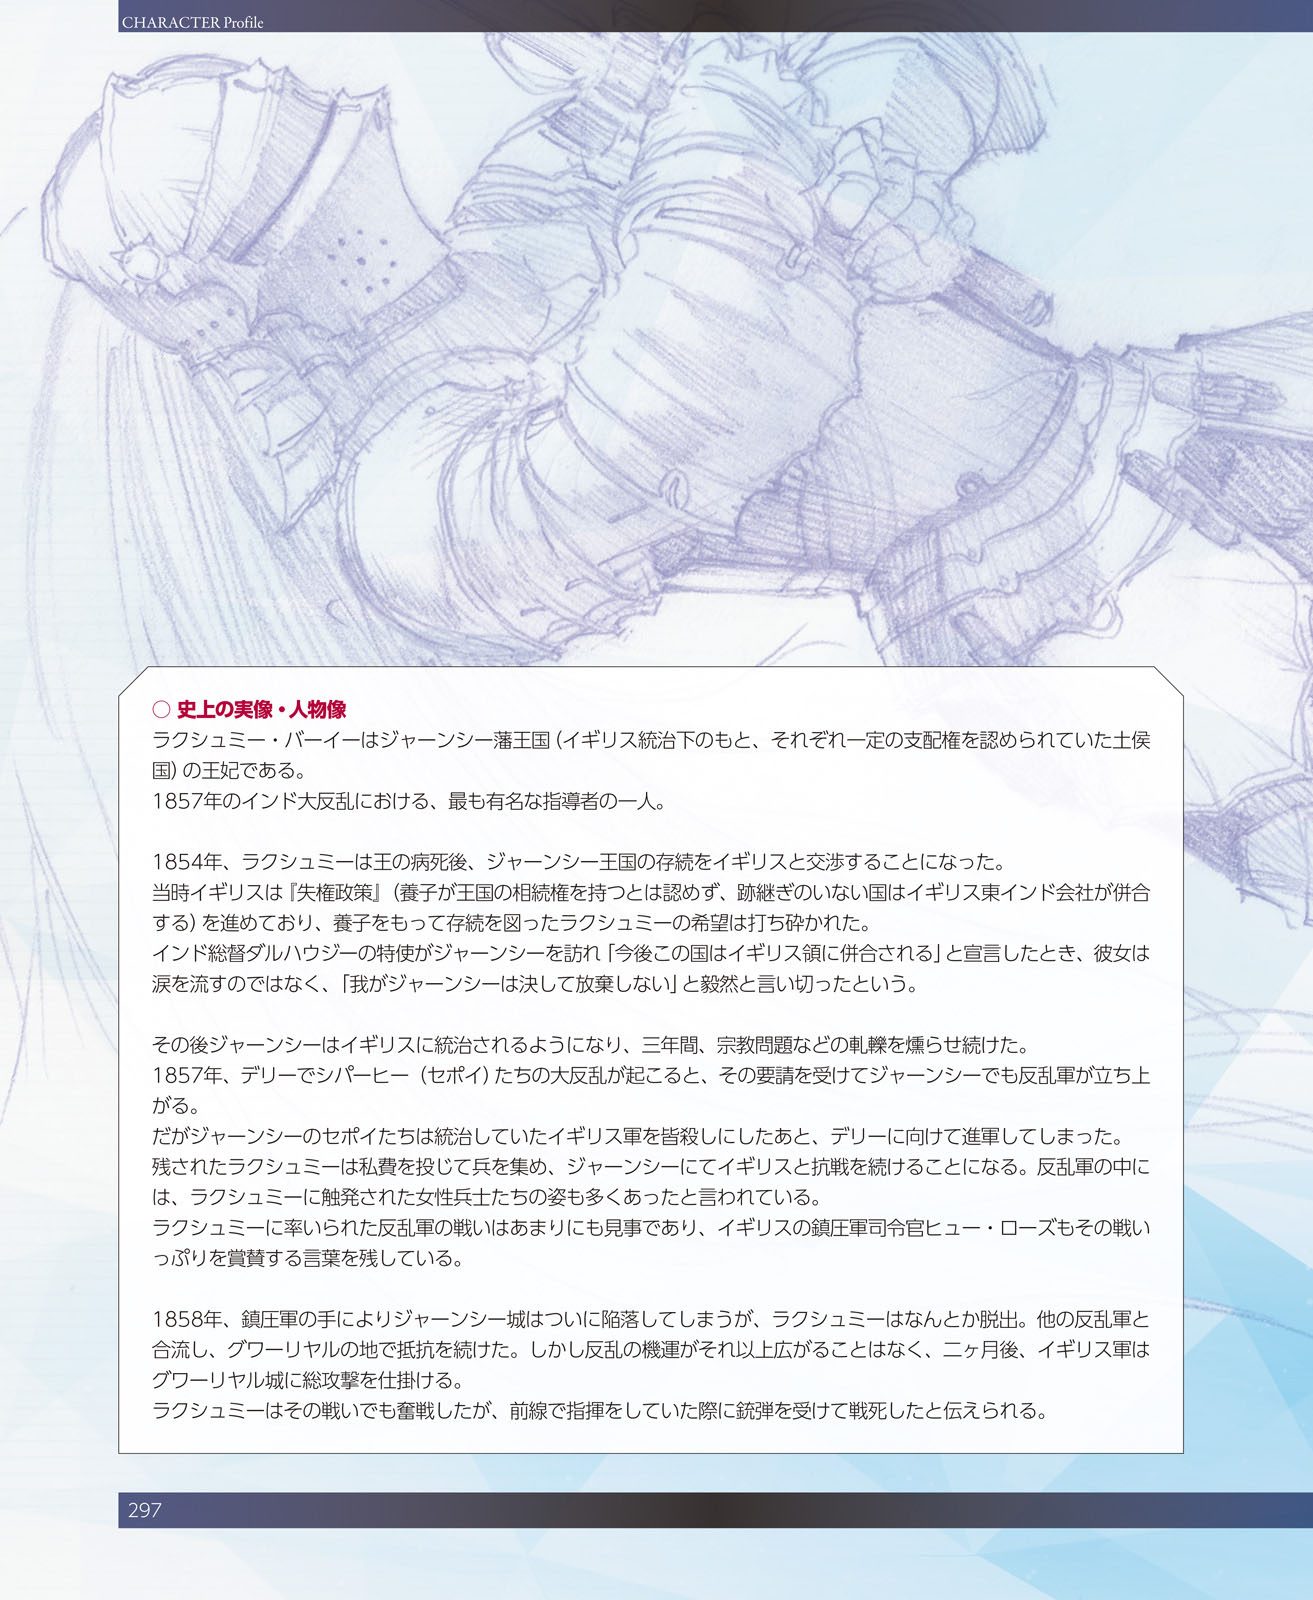 CHARACTER Profile
○ 史上の実像・人物像
ラクシュミー・バーイーはジャーンシー藩王国（イギリス統治下のもと、それぞれ一定の支配権を認められていた土侯
国）の王妃である。
1857年のインド大反乱における、最も有名な指導者の一人。
1854年、ラクシュミーは王の病死後、ジャーンシー王国の存続をイギリスと交渉することになった。
当時イギリスは『失権政策』（養子が王国の相続権を持つとは認めず、跡継ぎのいない国はイギリス東インド会社が併合
する）を進めており、養子をもって存続を図ったラクシュミーの希望は打ち砕かれた。
インド総督ダルハウジーの特使がジャーンシーを訪れ「今後この国はイギリス領に併合される」と宣言したとき、彼女は
涙を流すのではなく、「我がジャーンシーは決して放棄しない」と毅然と言い切ったという。
その後ジャーンシーはイギリスに統治されるようになり、三年間、宗教問題などの軋轢を燻らせ続けた。
1857年、デリーでシパーヒー（セポイ）たちの大反乱が起こると、その要請を受けてジャーンシーでも反乱軍が立ち上
がる。
だがジャーンシーのセポイたちは統治していたイギリス軍を皆殺しにしたあと、デリーに向けて進軍してしまった。
残されたラクシュミーは私費を投じて兵を集め、ジャーンシーにてイギリスと抗戦を続けることになる。反乱軍の中に
は、ラクシュミーに触発された女性兵士たちの姿も多くあったと言われている。
ラクシュミーに率いられた反乱軍の戦いはあまりにも見事であり、イギリスの鎮圧軍司令官ヒュー・ローズもその戦い
っぷりを賞賛する言葉を残している。
1858年、鎮圧軍の手によりジャーンシー城はついに陥落してしまうが、ラクシュミーはなんとか脱出。他の反乱軍と
合流し、グワーリヤルの地で抵抗を続けた。しかし反乱の機運がそれ以上広がることはなく、二ヶ月後、イギリス軍は
グワーリヤル城に総攻撃を仕掛ける。
ラクシュミーはその戦いでも奮戦したが、前線で指揮をしていた際に銃弾を受けて戦死したと伝えられる。
297